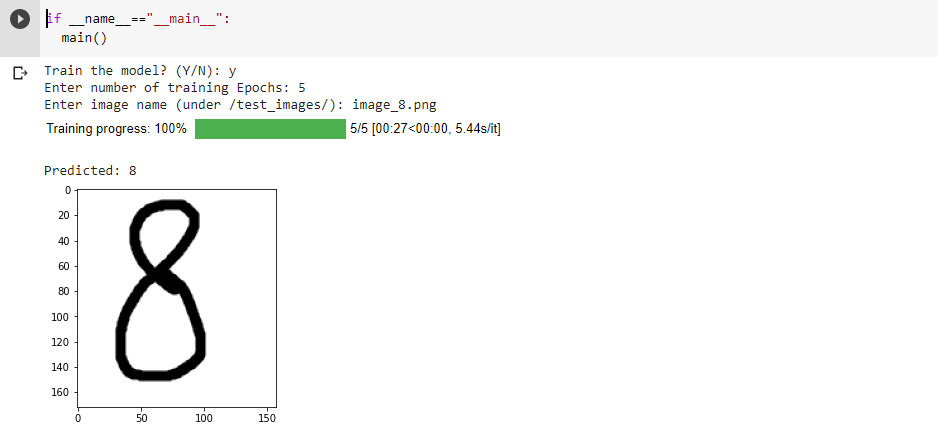 if __name__=="__main__":
  main()
Train the model? (Y/N): y
Enter number of training Epochs: 5
Enter image name (under /test_images/): image_8.png
Training progress: 100% 5/5 [00:27<00:00, 5.44s/it]
Predicted: 8
0
20
40
60
80
100
120
140
160
8
0 50 100 150